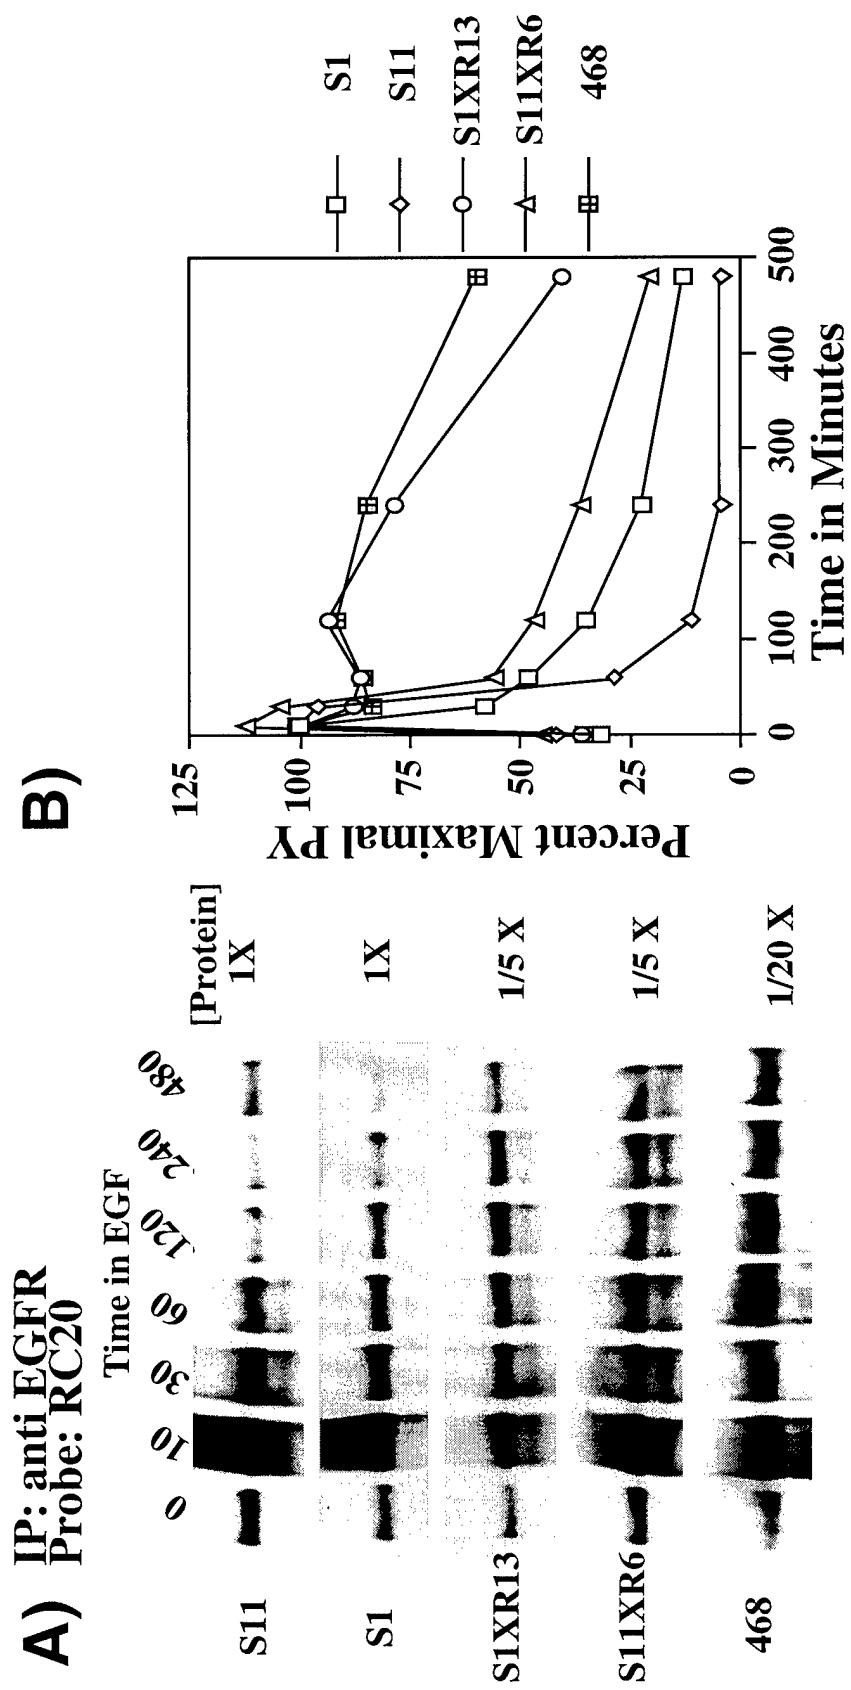 A) IP: anti EGFR
Probe: RC20
Time in EGF
0 10 30 60 120 240 480 [Protein]
S11 1X
S1 1X
S1XR13 1/5 X
S11XR6 1/5 X
468 1/20 X
B)
Percent Maximal PY
125
100
75
50
25
0
0 100 200 300 400 500
Time in Minutes
S1
S11
S1XR13
S11XR6
468